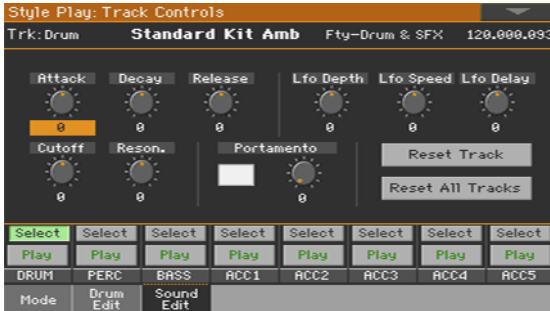 Style Play: Track Controls
Trk:Drum Standard Kit Amb Fty-Drum & SFX 120.000.093
Attack Decay Release Lfo Depth Lfo Speed Lfo Delay
0 0 0 0 0 0
Cutoff Reson. Portamento Reset Track
0 0 0 Reset All Tracks
Select Select Select Select Select Select Select Select
Play Play Play Play Play Play Play Play
DRUM PERC BASS ACC1 ACC2 ACC3 ACC4 ACC5
Mode Drum Edit Sound Edit